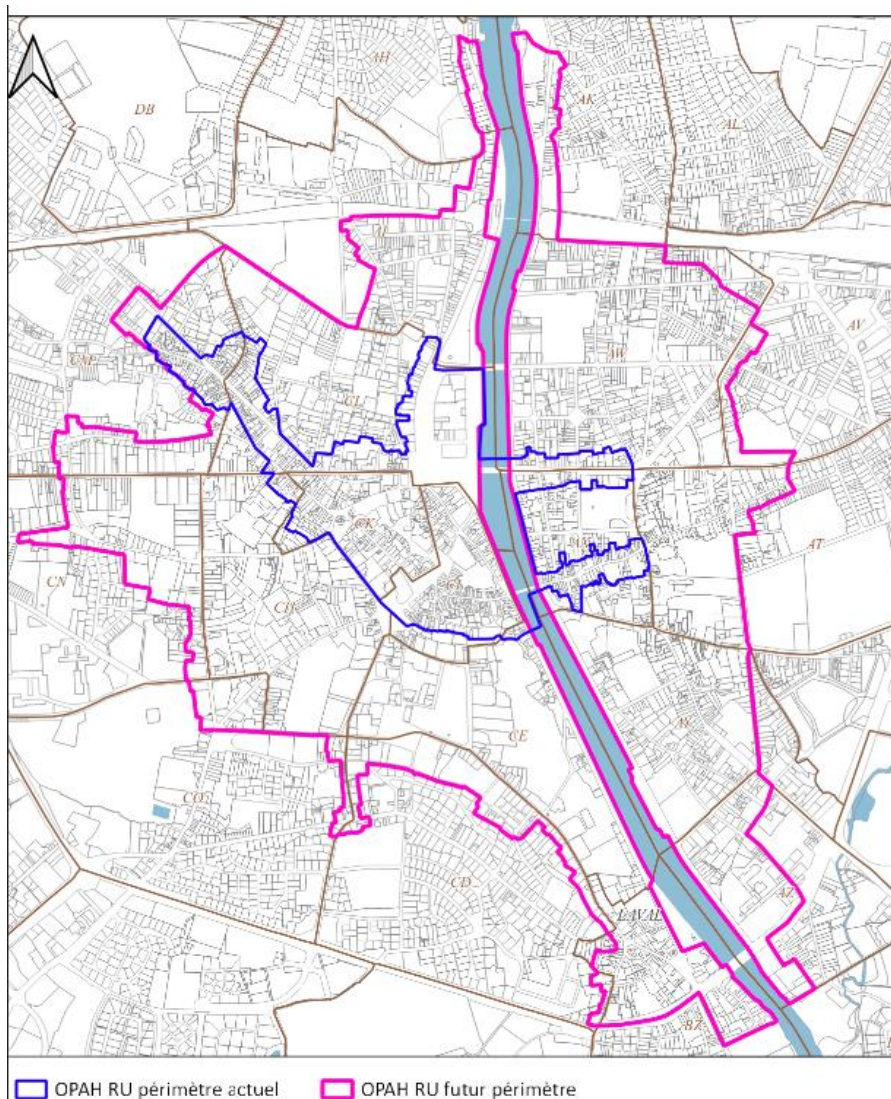 AH
DB
AK
AL
AI
AV
AW
CL
CK
AT
CN
CE
CO
CD
AZ
LAVAL
BZ
OPAH RU périmètre actuel
OPAH RU futur périmètre